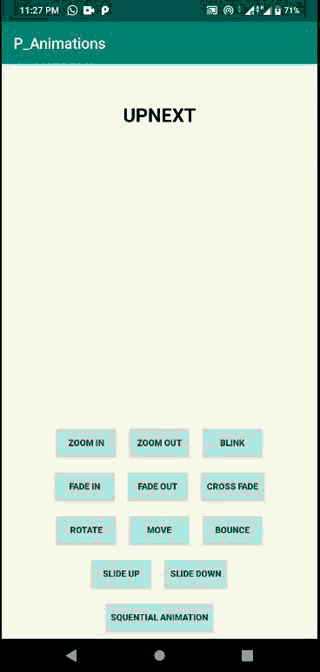 11:27 PM 71%
P_Animations
UPNEXT
ZOOM IN ZOOM OUT BLINK
FADE IN FADE OUT CROSS FADE
ROTATE MOVE BOUNCE
SLIDE UP SLIDE DOWN
SQUENTIAL ANIMATION